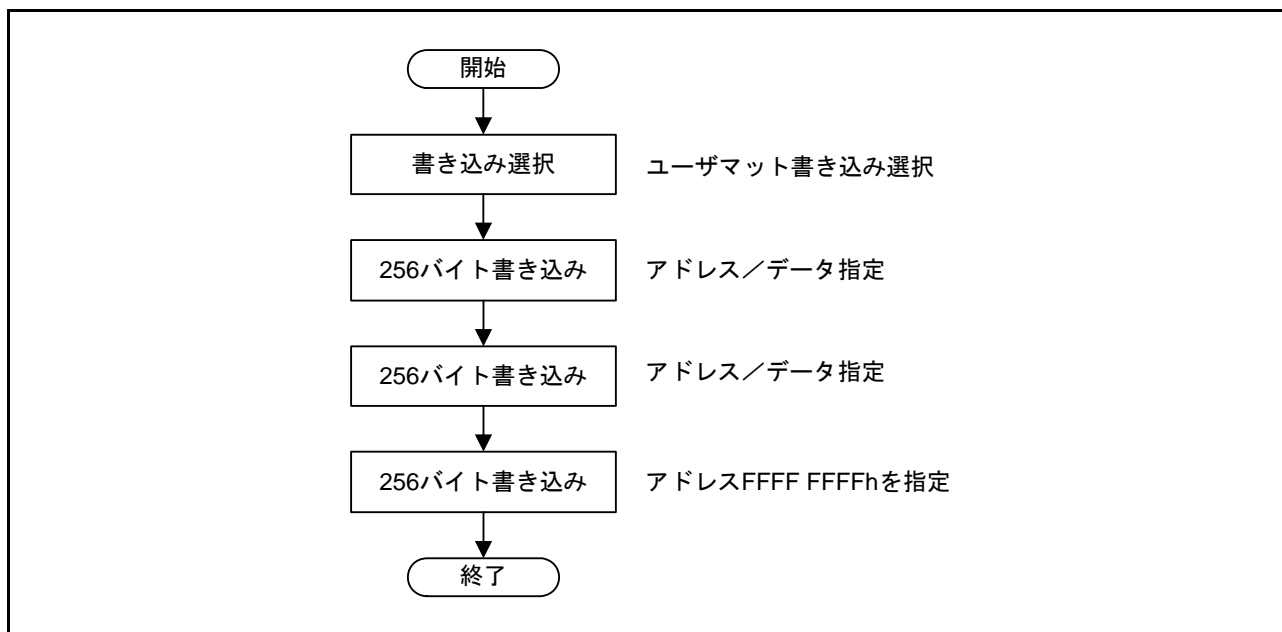 開始
書き込み選択
ユーザマット書き込み選択
256バイト書き込み
アドレス／データ指定
256バイト書き込み
アドレス／データ指定
256バイト書き込み
アドレスFFFF FFFFhを指定
終了